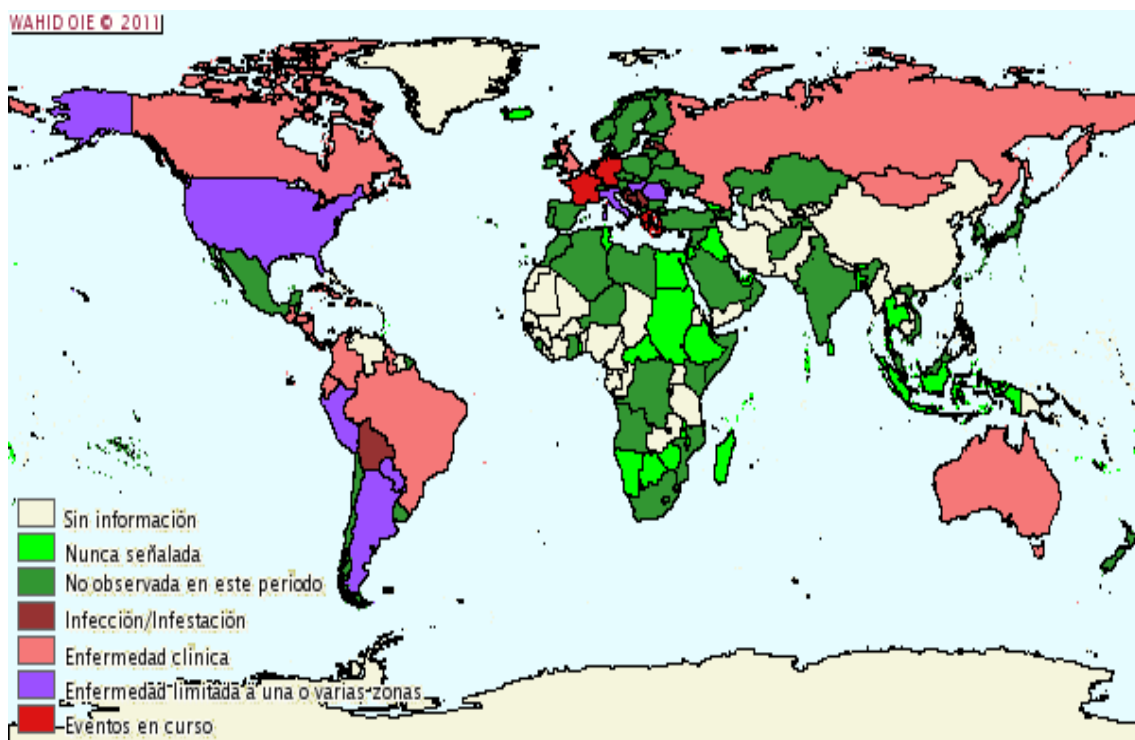 WAHID OIE © 2011
Sin información
Nunca señalada
No observada en este período
Infección/Infestación
Enfermedad clínica
Enfermedad limitada a una o varias zonas
Eventos en curso